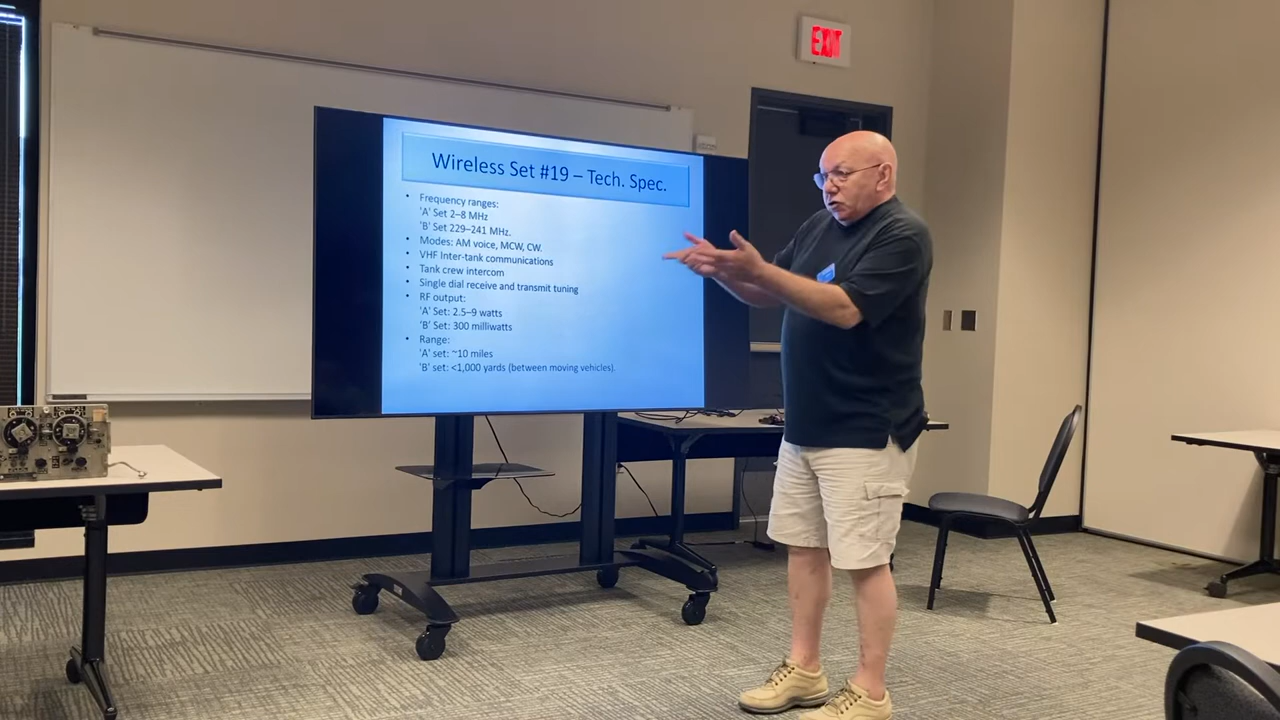 EXIT
Wireless Set #19 – Tech. Spec.
• Frequency ranges:
'A' Set 2–8 MHz
'B' Set 229–241 MHz.
• Modes: AM voice, MCW, CW.
• VHF Inter-tank communications
• Tank crew intercom
• Single dial receive and transmit tuning
• RF output:
'A' Set: 2.5–9 watts
'B' Set: 300 milliwatts
• Range:
'A' set: ~10 miles
'B' set: <1,000 yards (between moving vehicles).